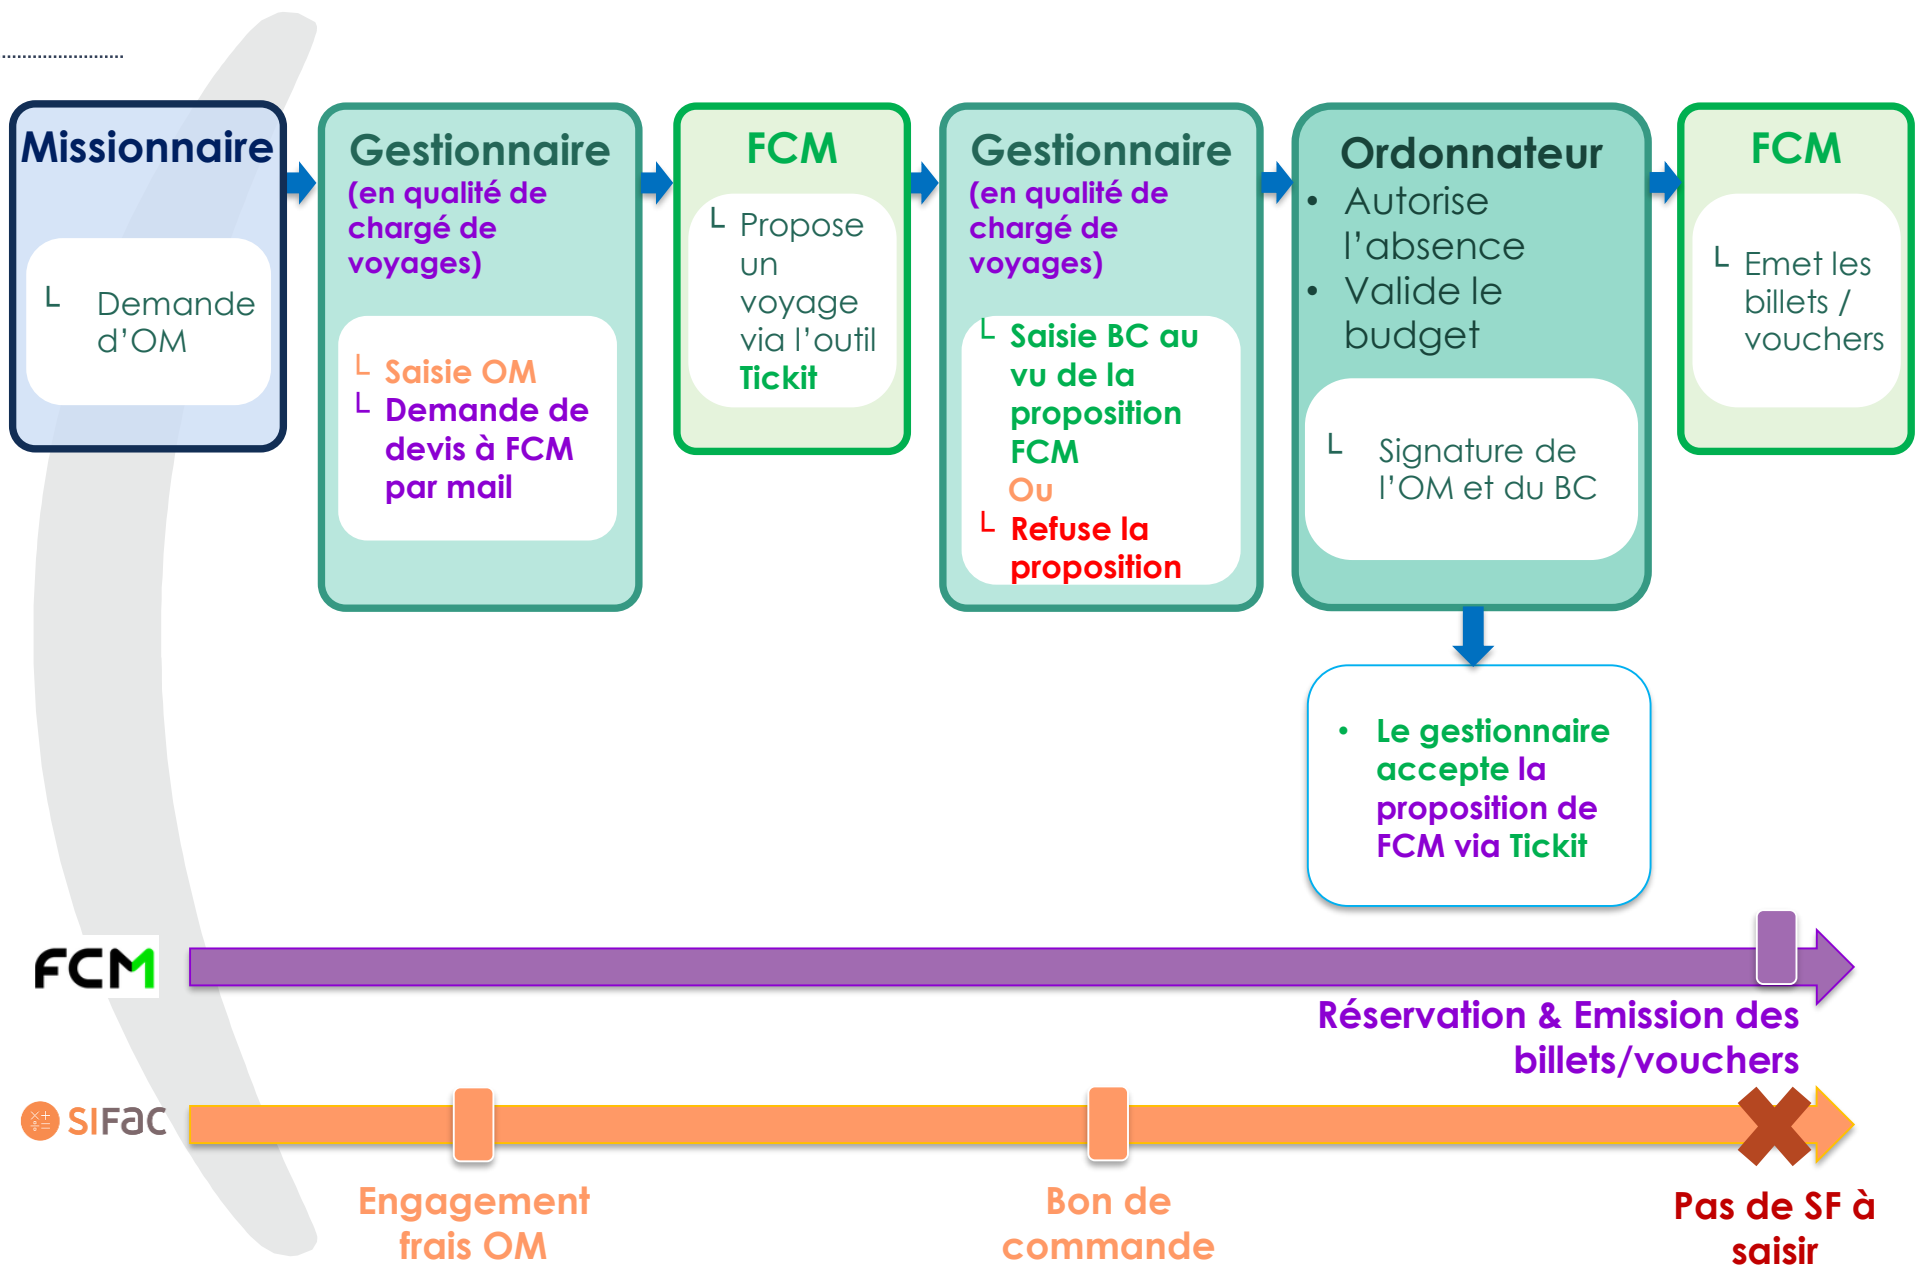 Missionnaire
└ Demande
d'OM
Gestionnaire
(en qualité de
chargé de
voyages)
└ Saisie OM
└ Demande de
devis à FCM
par mail
FCM
└ Propose
un
voyage
via l'outil
Tickit
Gestionnaire
(en qualité de
chargé de
voyages)
└ Saisie BC au
vu de la
proposition
FCM
Ou
└ Refuse la
proposition
Ordonnateur
• Autorise
l'absence
• Valide le
budget
└ Signature de
l'OM et du BC
FCM
└ Emet les
billets /
vouchers
• Le gestionnaire
accepte la
proposition de
FCM via Tickit
FCM
Réservation & Emission des
billets/vouchers
SIFac
Engagement
frais OM
Bon de
commande
Pas de SF à
saisir